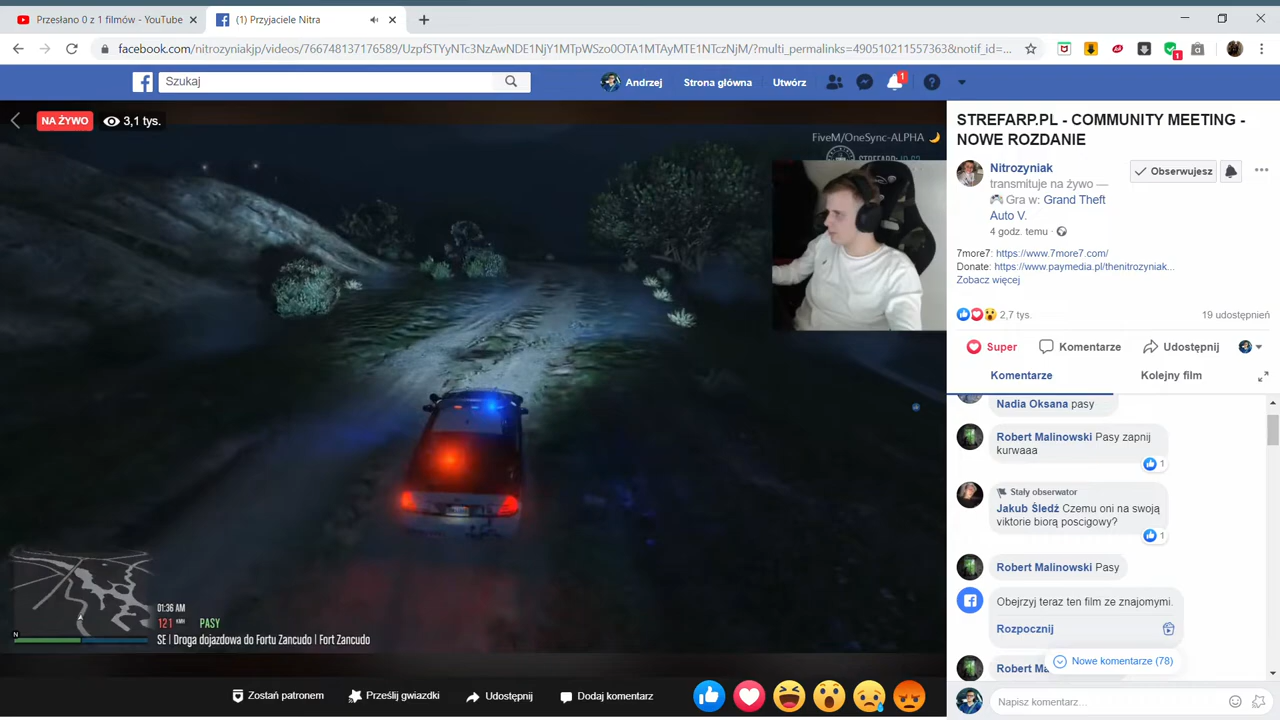 Przesłano 0 z 1 filmów - YouTube
(1) Przyjaciele Nitra
facebook.com/nitrozyniakjp/videos/766748137176589/UzpfSTYyNTc3NzAwNDE1NjY1MTpWSzo0OTA1MTAyMTE1NTczNjM/?multi_permalinks=490510211557363&notif_id=...
1
Szukaj
Andrzej
Strona główna
Utwórz
1
NA ŻYWO
3,1 tys.
FiveM/OneSync-ALPHA
STREFARP.PL - COMMUNITY MEETING -
NOWE ROZDANIE
Nitrozyniak
transmituje na żywo —
Gra w: Grand Theft
Auto V.
4 godz. temu
Obserwujesz
7more7: https://www.7more7.com/
Donate: https://www.paymedia.pl/thenitrozyniak...
Zobacz więcej
2,7 tys.
19 udostępnień
Super
Komentarze
Udostępnij
Komentarze
Kolejny film
Nadia Oksana pasy
Robert Malinowski Pasy zapnij
kurwaaa
1
Stały obserwator
Jakub Śledź Czemu oni na swoją
viktorie biorą poscigowy?
1
Robert Malinowski Pasy
Obejrzyj teraz ten film ze znajomymi.
Rozpocznij
Robert
Nowe komentarze (78)
Napisz komentarz...
N
01:36 AM
121 KMH PASY
SE | Droga dojazdowa do Fortu Zancudo | Fort Zancudo
Zostań patronem
Prześlij gwiazdki
Udostępnij
Dodaj komentarz